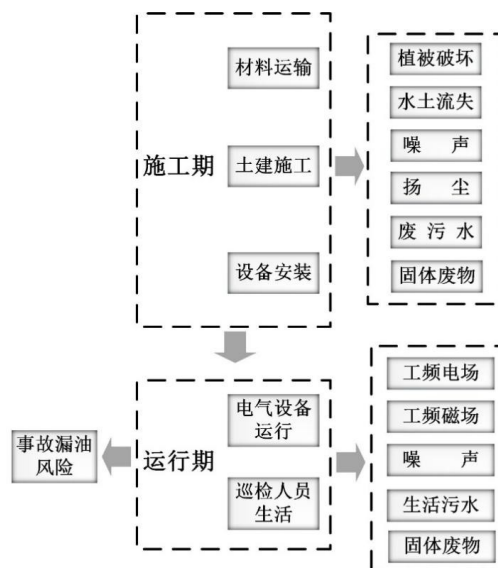 材料运输
施工期
土建施工
设备安装
植被破坏
水土流失
噪 声
扬 尘
废 污 水
固体废物
事故漏油
风险
运行期
电气设备
运行
巡检人员
生活
工频电场
工频磁场
噪 声
生活污水
固体废物